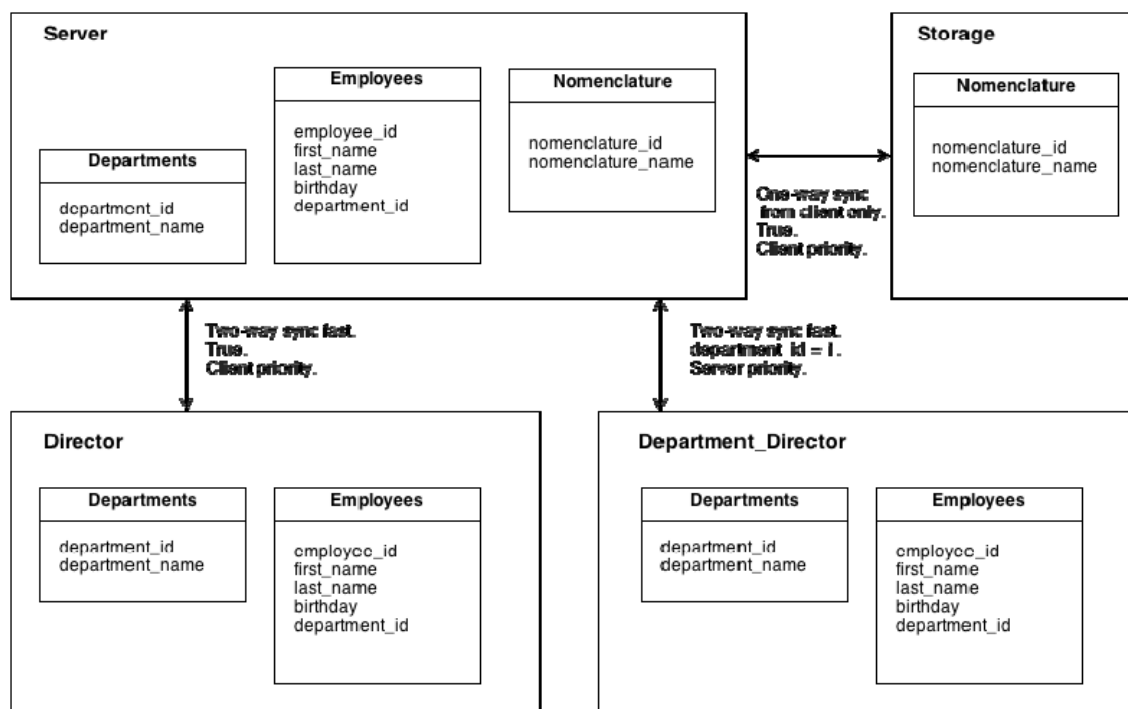 Server
Employees
employee_id
first_name
last_name
birthday
department_id
Nomenclature
nomenclature_id
nomenclature_name
Departments
department_id
department_name
Storage
Nomenclature
nomenclature_id
nomenclature_name
One-way sync
from client only.
True.
Client priority.
Two-way sync fast.
True.
Client priority.
Two-way sync fast.
department_id = 1.
Server priority.
Director
Departments
department_id
department_name
Employees
employee_id
first_name
last_name
birthday
department_id
Department_Director
Departments
department_id
department_name
Employees
employee_id
first_name
last_name
birthday
department_id